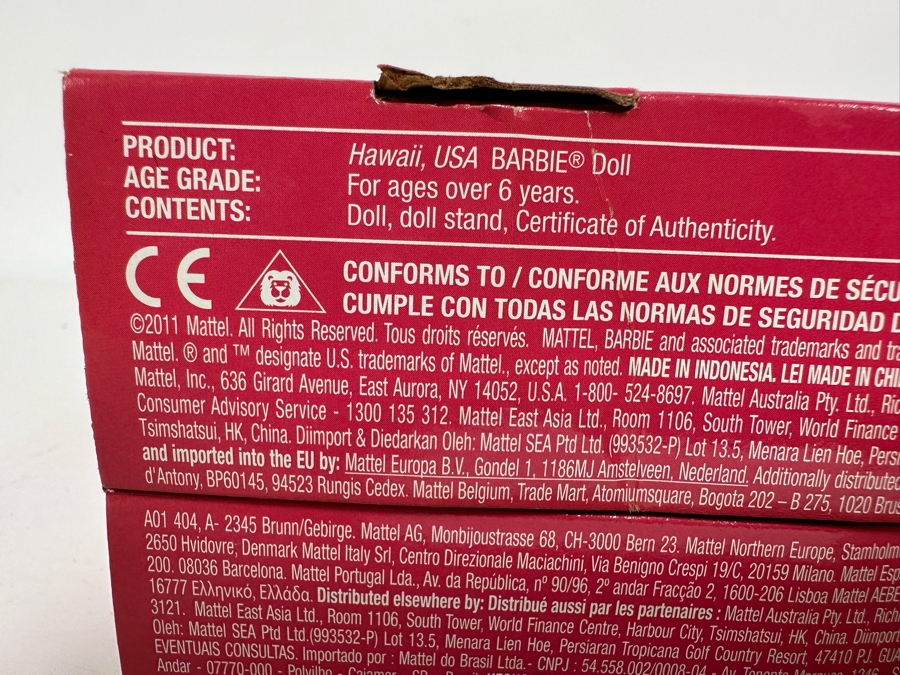 PRODUCT: Hawaii, USA BARBIE® Doll
AGE GRADE: For ages over 6 years.
CONTENTS: Doll, doll stand, Certificate of Authenticity.
CE CONFORMS TO / CONFORME AUX NORMES DE SÉCU
CUMPLE CON TODAS LAS NORMAS DE SEGURIDAD D
©2011 Mattel. All Rights Reserved. Tous droits réservés. MATTEL, BARBIE and associated trademarks and tra
Mattel. ® and ™ designate U.S. trademarks of Mattel, except as noted. MADE IN INDONESIA. LEI MADE IN CHI
Mattel, Inc., 636 Girard Avenue, East Aurora, NY 14052, U.S.A. 1-800- 524-8697. Mattel Australia Pty. Ltd., Ric
Consumer Advisory Service - 1300 135 312. Mattel East Asia Ltd., Room 1106, South Tower, World Finance
Tsimshatsui, HK, China. Diimport & Diedarkan Oleh: Mattel SEA Ptd Ltd. (993532-P) Lot 13.5, Menara Lien Hoe, Persi
and imported into the EU by: Mattel Europa B.V., Gondel 1, 1186MJ Amstelveen, Nederland. Additionally distributed
d'Antony, BP60145, 94523 Rungis Cedex. Mattel Belgium, Trade Mart, Atomiumsquare, Bogota 202 – B 275, 1020 Brus
A01 404, A- 2345 Brunn/Gebirge. Mattel AG, Monbijoustrasse 68, CH-3000 Bern 23. Mattel Northern Europe, Stamholm
2650 Hvidovre, Denmark Mattel Italy Srl, Centro Direzionale Maciachini, Via Benigno Crespi 19/C, 20159 Milano. Mattel Esp
200. 08036 Barcelona. Mattel Portugal Lda., Av. da República, nº 90/96, 2º andar Fracção 2, 1600-206 Lisboa Mattel AEBE
16777 Ελληνικό, Ελλάδα. Distributed elsewhere by: Distribué aussi par les partenaires : Mattel Australia Pty. Ltd., Rich
3121. Mattel East Asia Ltd., Room 1106, South Tower, World Finance Centre, Harbour City, Tsimshatsui, HK, China. Diimport
Oleh: Mattel SEA Ptd Ltd.(993532-P) Lot 13.5, Menara Lien Hoe, Persiaran Tropicana Golf Country Resort, 47410 PJ. GUA
EVENTUAIS CONSULTAS. Importado por : Mattel do Brasil Ltda.- CNPJ : 54.558.002/0008-04 - Av. Tenente Marques, 1246
Andar - 07770-000 - Polvilho - Cajamar - SP